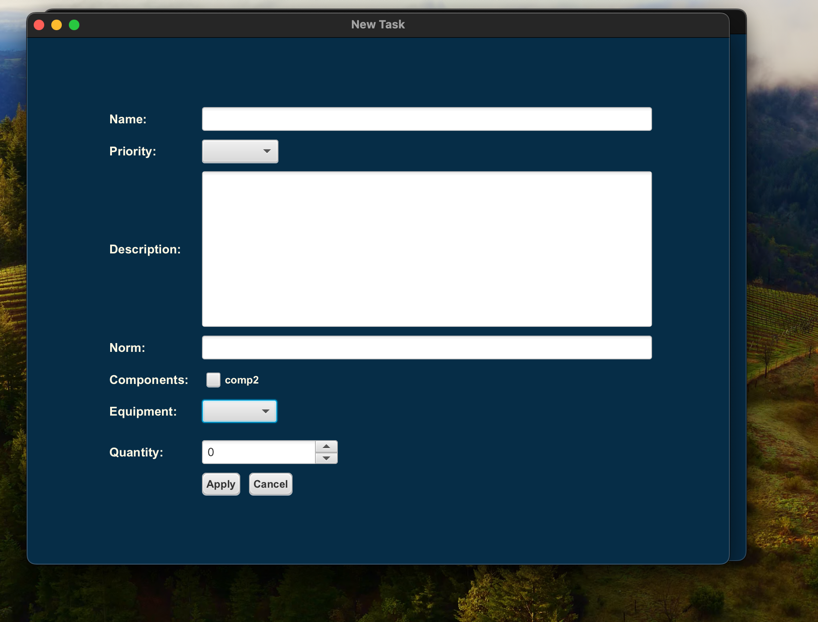 New Task
Name:
Priority:
Description:
Norm:
Components: comp2
Equipment:
Quantity: 0
Apply Cancel